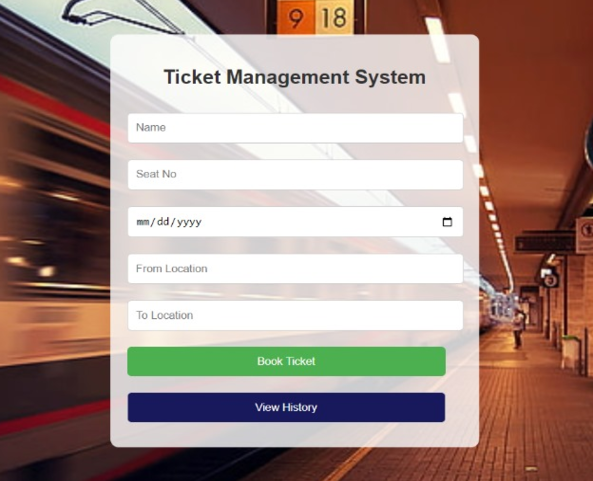 9 18
Ticket Management System
Name
Seat No
mm/dd/yyyy
From Location
To Location
Book Ticket
View History